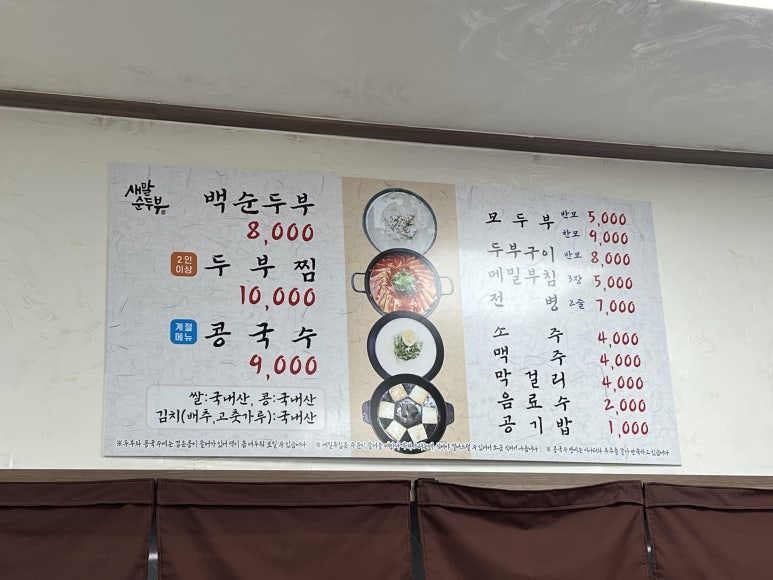 새말
순두부
백순두부
8,000
2인
이상
두부찜
10,000
계절
메뉴
콩국수
9,000
쌀:국내산, 콩:국내산
김치(배추,고춧가루):국내산
모두부 반모 5,000
한모 9,000
두부구이 반모 8,000
메밀부침 3장 5,000
전병 2줄 7,000
소주 4,000
맥주 4,000
막걸리 4,000
음료수 2,000
공기밥 1,000